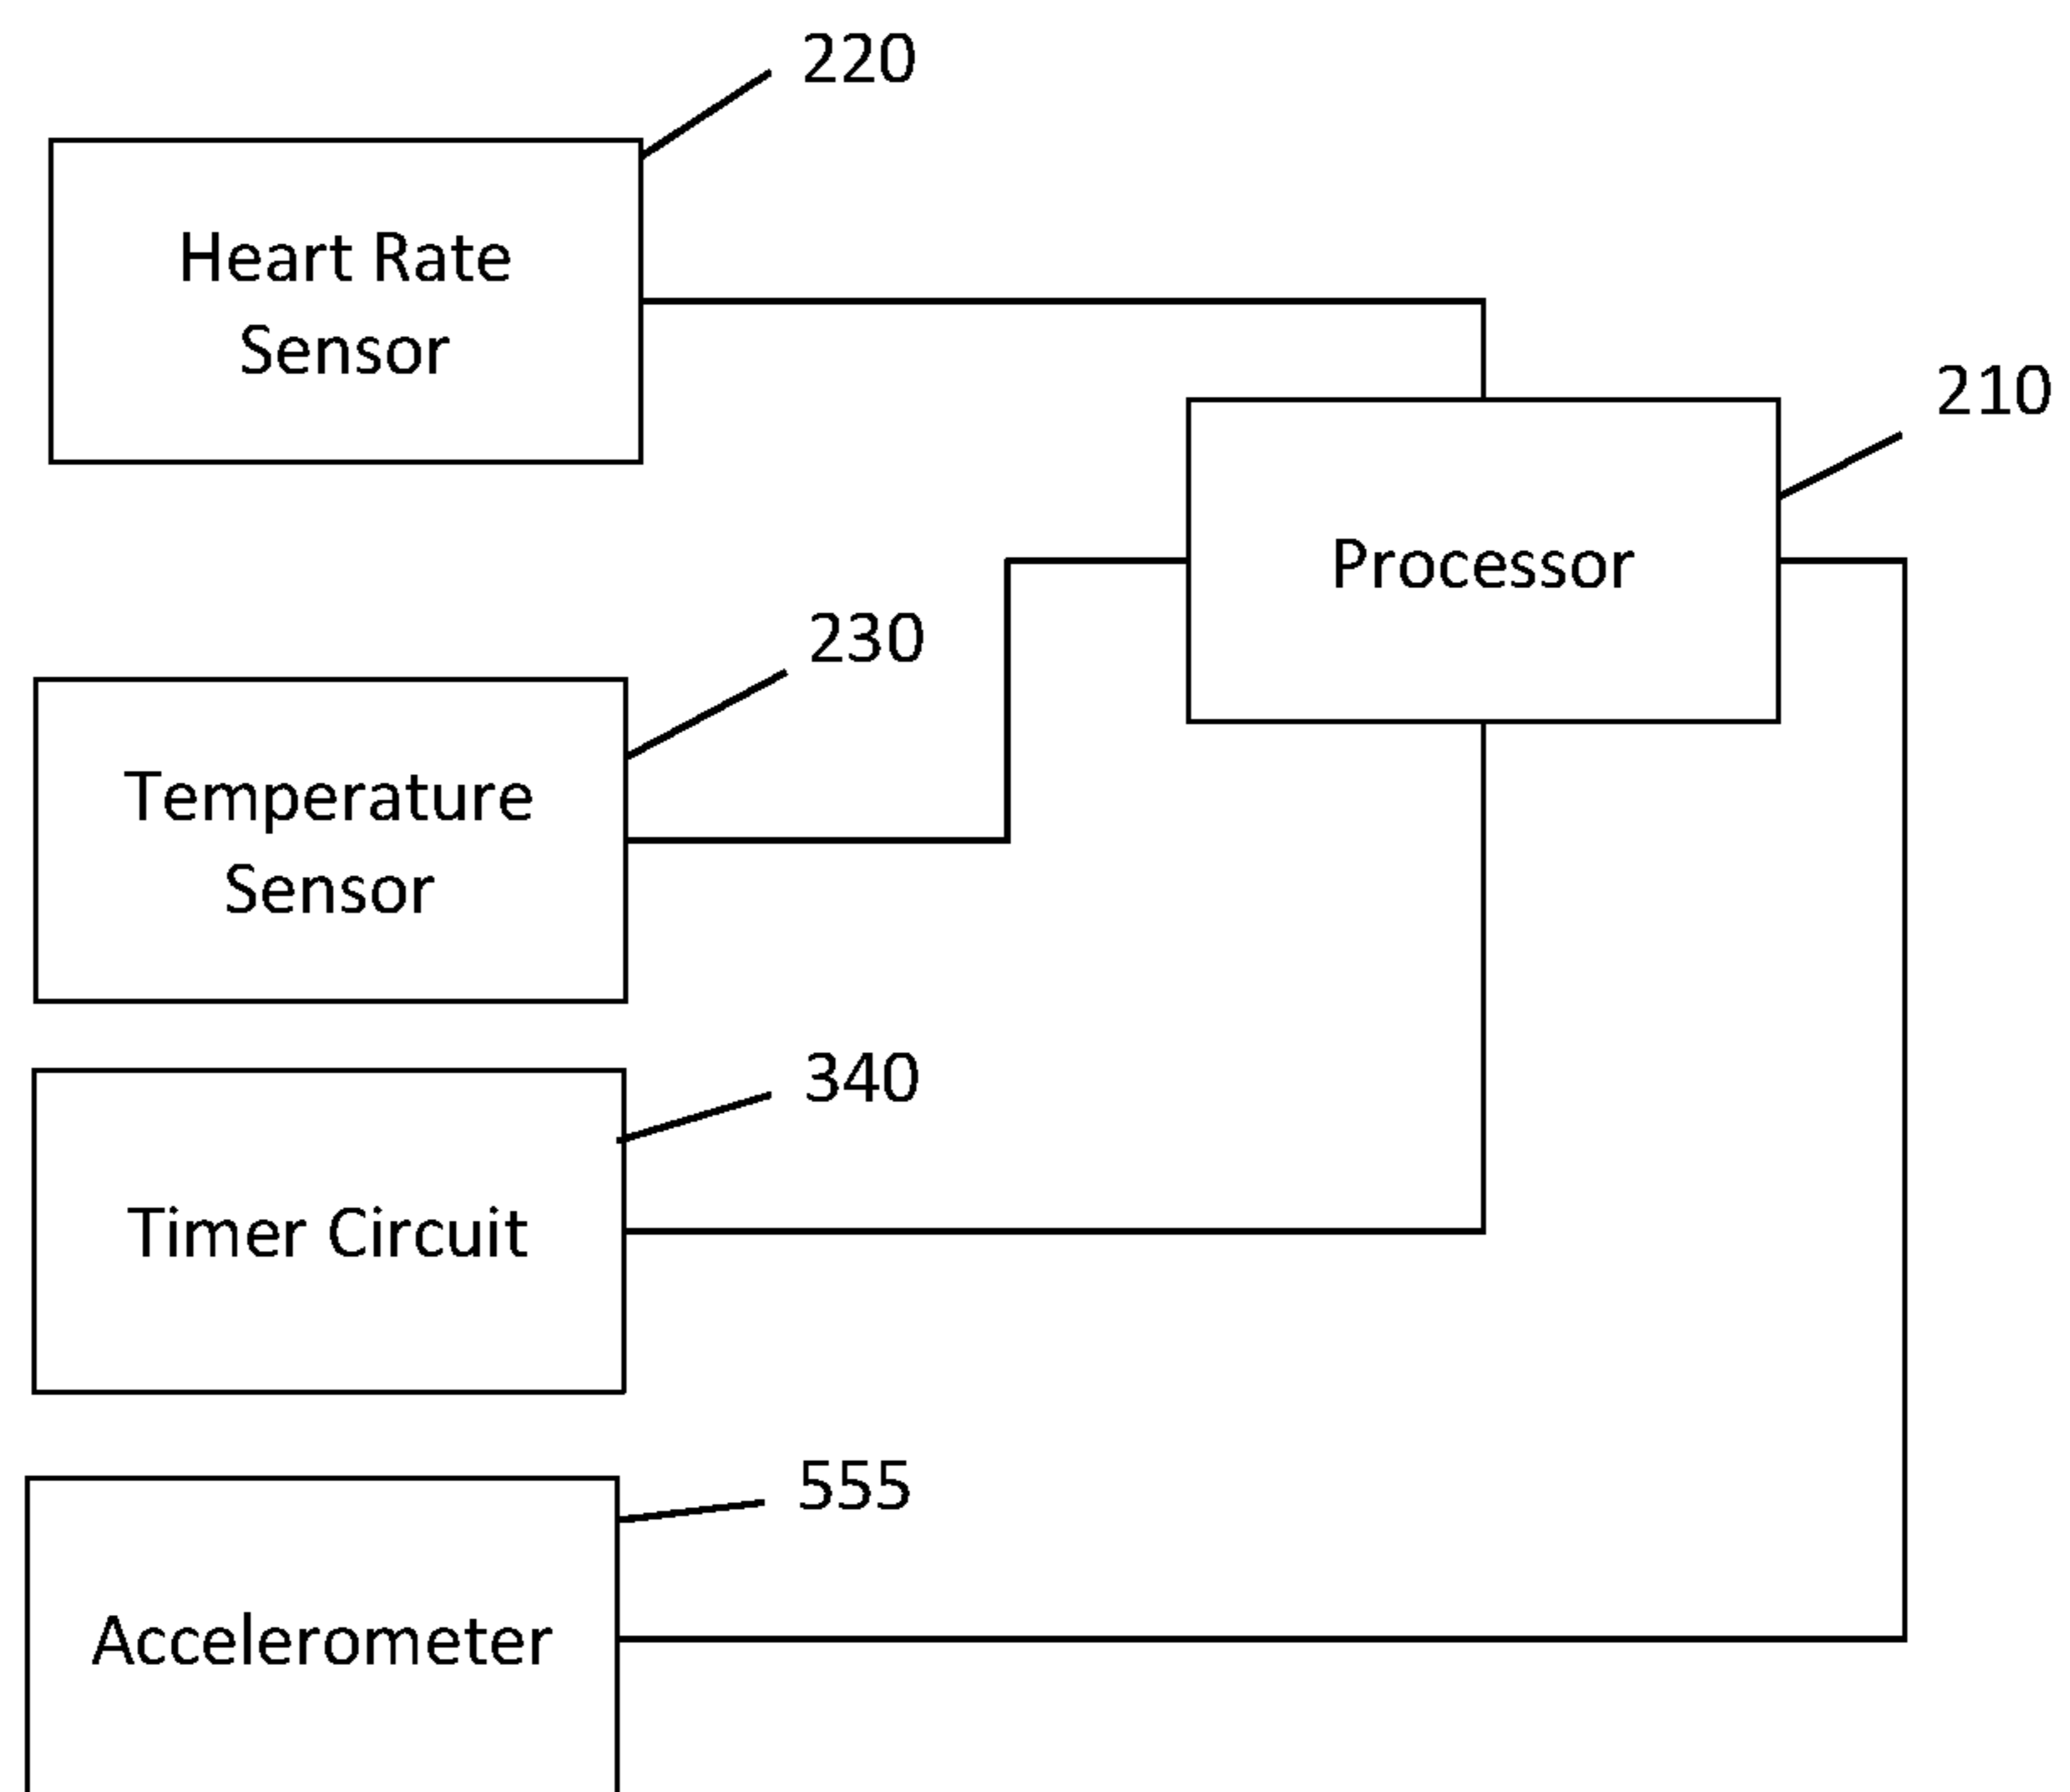 220
Heart Rate
Sensor
210
Processor
230
Temperature
Sensor
340
Timer Circuit
555
Accelerometer